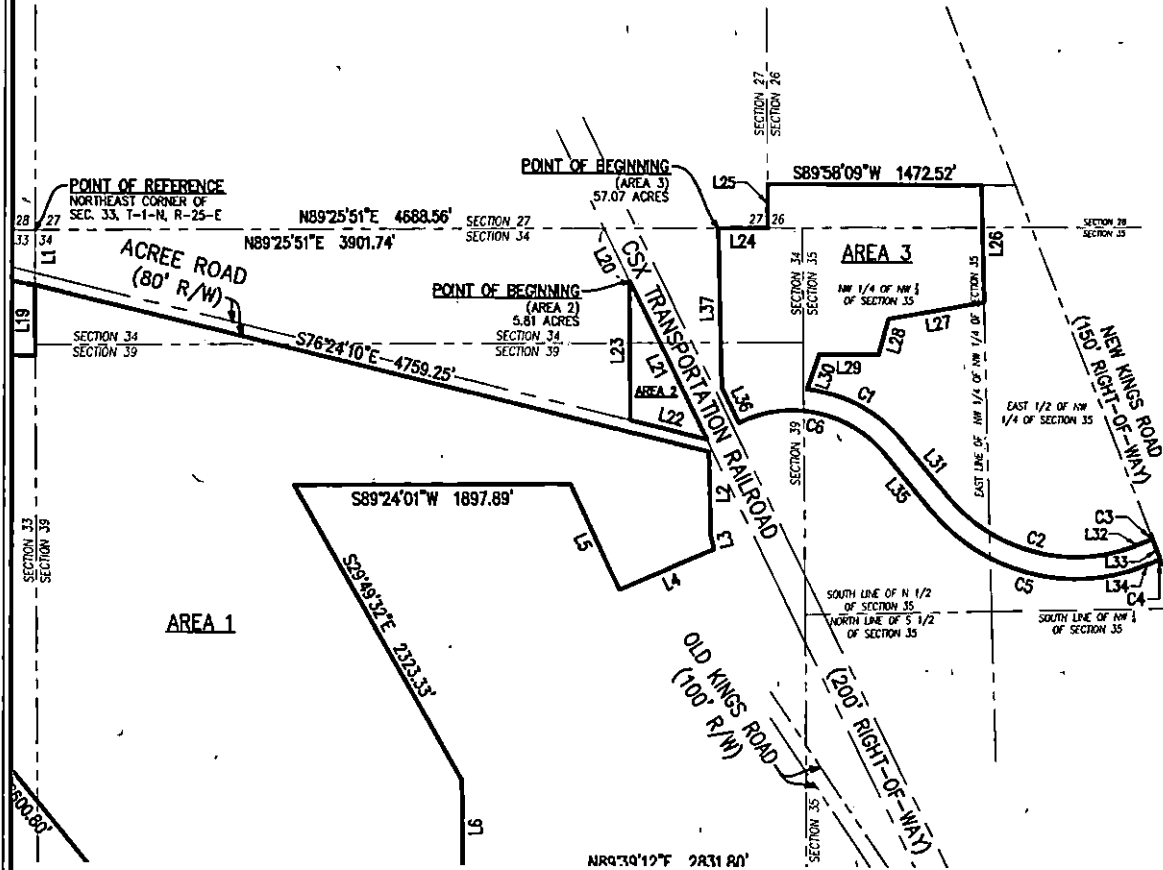 SECTION 27
SECTION 26
POINT OF BEGINNING
(AREA 3)
57.07 ACRES
L25
S89°58'09"W 1472.52'
POINT OF REFERENCE
NORTHEAST CORNER OF
SEC. 33, T-1-N, R-25-E
28 27
33 34
L1
N89°25'51"E 4688.56'
SECTION 27
N89°25'51"E 3901.74'
SECTION 34
27 26
L24
SECTION 26
SECTION 35
L26
ACREE ROAD
(80' R/W)
L20
CSX TRANSPORTATION RAILROAD
L37
SECTION 34
SECTION 35
AREA 3
NW 1/4 OF NW ¼
OF SECTION 35
POINT OF BEGINNING
(AREA 2)
5.81 ACRES
L19
SECTION 34
SECTION 39
S76°24'10"E 4759.25'
SECTION 34
SECTION 39
L23
L21
AREA 2
L22
L36
L27
L28
L29
L30
C1
C6
NEW KINGS ROAD
(150' RIGHT-OF-WAY)
EAST 1/2 OF NW
1/4 OF SECTION 35
EAST LINE OF NW 1/4 OF NW 1/4 OF SECTION 35
L31
L35
SECTION 39
S89°24'01"W 1897.89'
L2
L3
L5
L4
C2
C3
L32
L33
L34
C4
C5
SECTION 33
SECTION 39
S29°49'32"E 2323.33'
AREA 1
SOUTH LINE OF N 1/2
OF SECTION 35
NORTH LINE OF S 1/2
OF SECTION 35
SOUTH LINE OF NW ¼
OF SECTION 35
OLD KINGS ROAD
(100' R/W)
(200' RIGHT-OF-WAY)
600.80'
L6
SECTION 35
N89°39'12"E 2831.80'